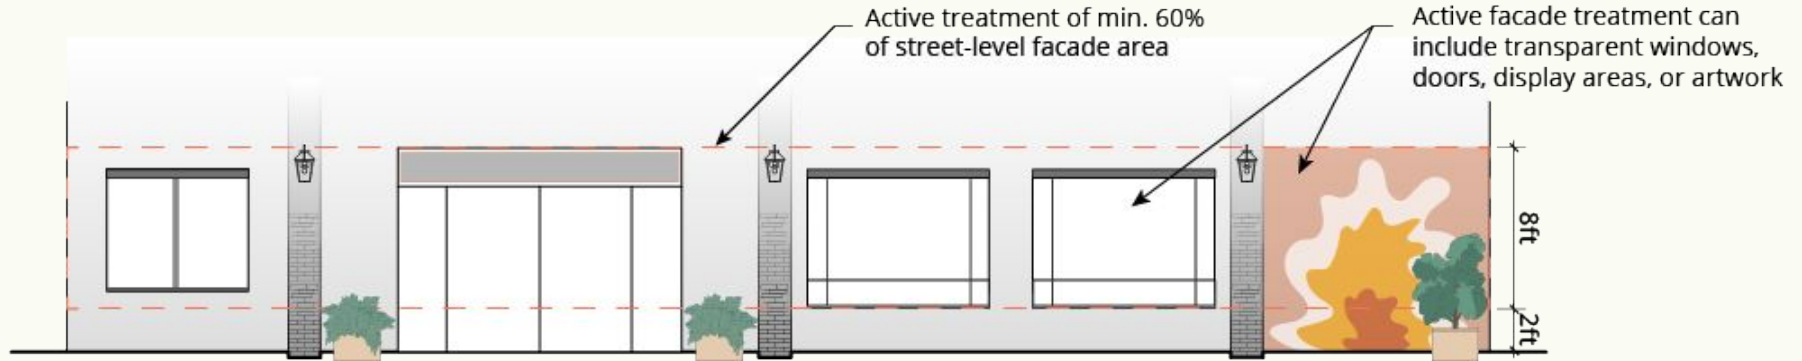 Active treatment of min. 60%
of street-level facade area
Active facade treatment can
include transparent windows,
doors, display areas, or artwork
8ft
2ft